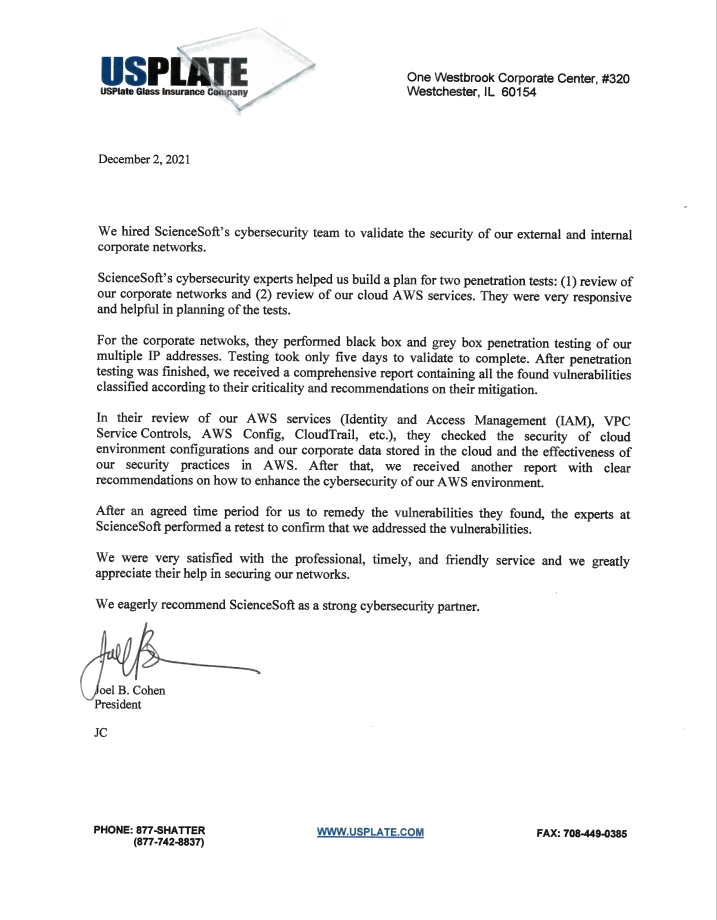 USPLATE
USPlate Glass Insurance Company
One Westbrook Corporate Center, #320
Westchester, IL 60154
December 2, 2021
We hired ScienceSoft's cybersecurity team to validate the security of our external and internal
corporate networks.
ScienceSoft's cybersecurity experts helped us build a plan for two penetration tests: (1) review of
our corporate networks and (2) review of our cloud AWS services. They were very responsive
and helpful in planning of the tests.
For the corporate netwoks, they performed black box and grey box penetration testing of our
multiple IP addresses. Testing took only five days to validate to complete. After penetration
testing was finished, we received a comprehensive report containing all the found vulnerabilities
classified according to their criticality and recommendations on their mitigation.
In their review of our AWS services (Identity and Access Management (IAM), VPC
Service Controls, AWS Config, CloudTrail, etc.), they checked the security of cloud
environment configurations and our corporate data stored in the cloud and the effectiveness of
our security practices in AWS. After that, we received another report with clear
recommendations on how to enhance the cybersecurity of our AWS environment.
After an agreed time period for us to remedy the vulnerabilities they found, the experts at
ScienceSoft performed a retest to confirm that we addressed the vulnerabilities.
We were very satisfied with the professional, timely, and friendly service and we greatly
appreciate their help in securing our networks.
We eagerly recommend ScienceSoft as a strong cybersecurity partner.
Joel B
Joel B. Cohen
President
JC
PHONE: 877-SHATTER
(877-742-8837)
WWW.USPLATE.COM
FAX: 708-449-0385